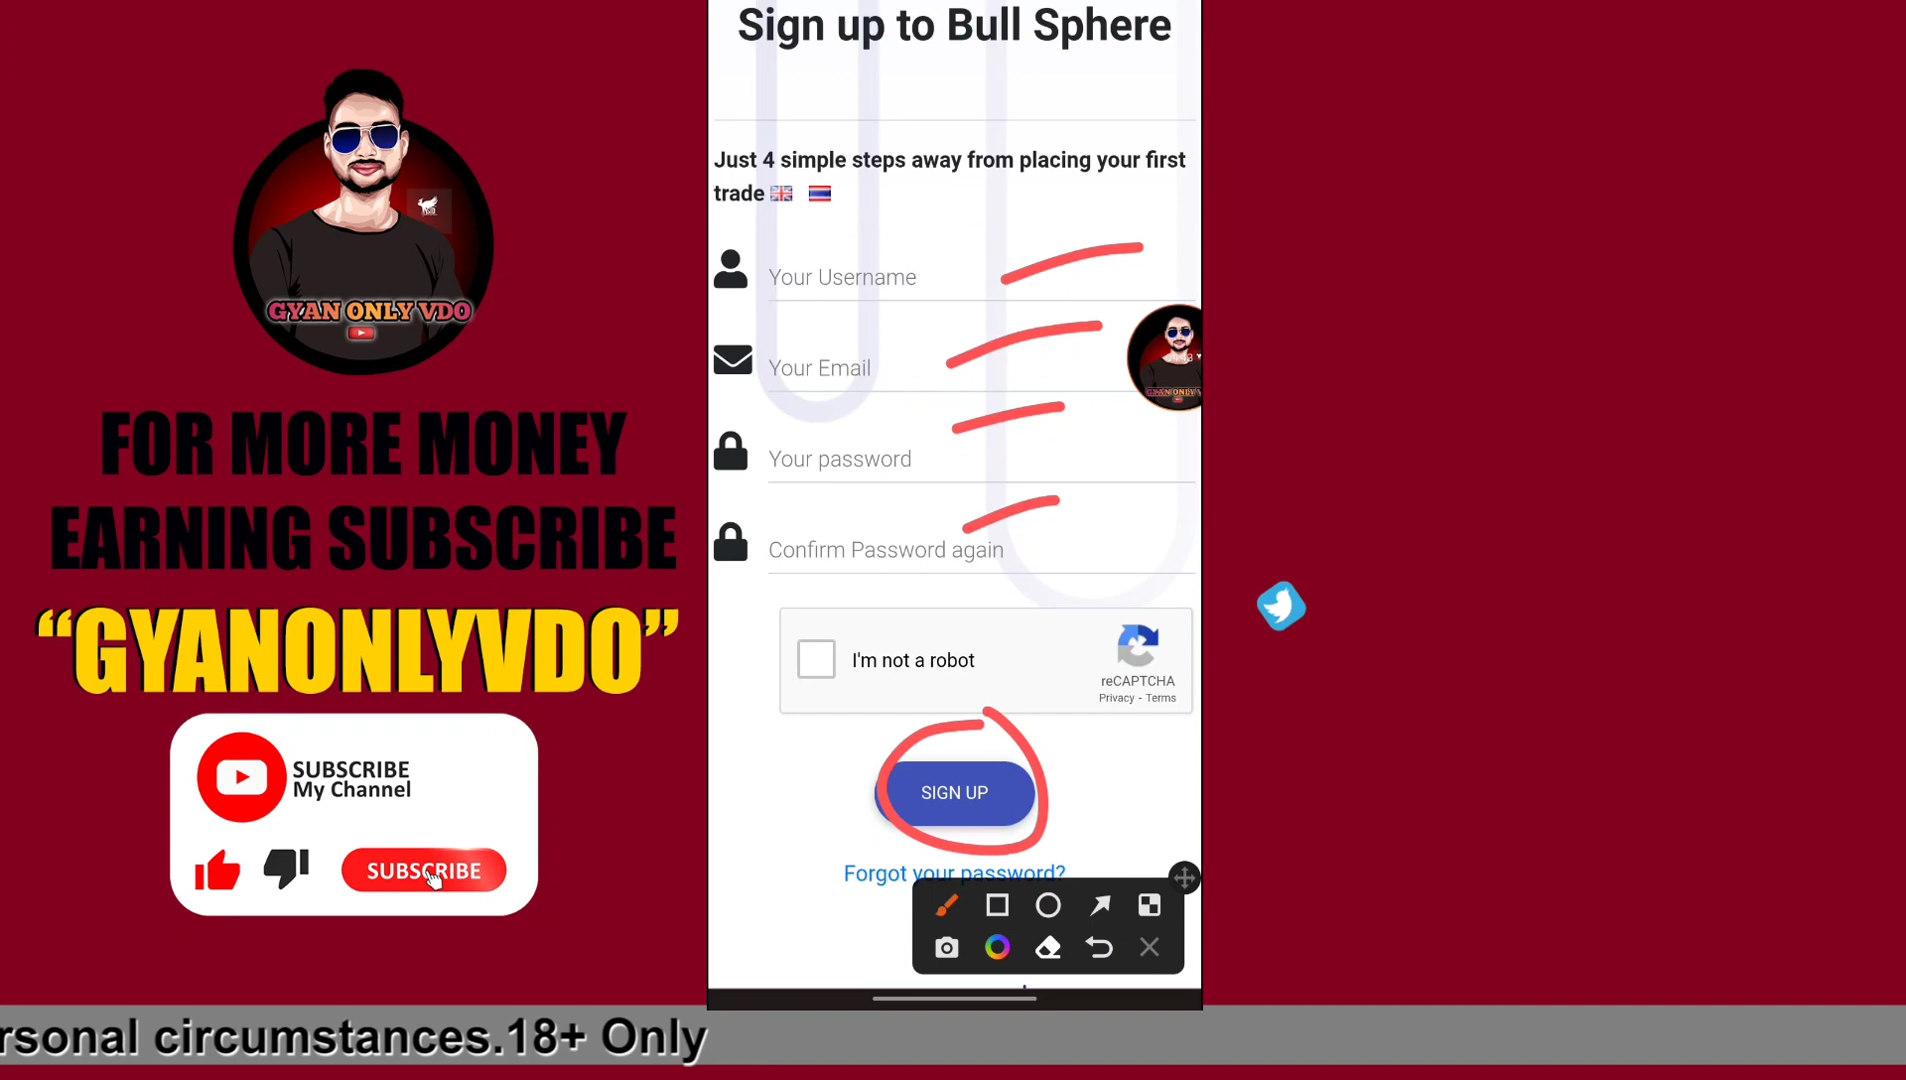 GYAN ONLY VDO
FOR MORE MONEY
EARNING SUBSCRIBE
“GYANONLYVDO”
SUBSCRIBE
My Channel
SUBSCRIBE
Sign up to Bull Sphere
Just 4 simple steps away from placing your first
trade
Your Username
Your Email
Your password
Confirm Password again
I'm not a robot
reCAPTCHA
Privacy - Terms
SIGN UP
Forgot your password?
rsonal circumstances.18+ Only